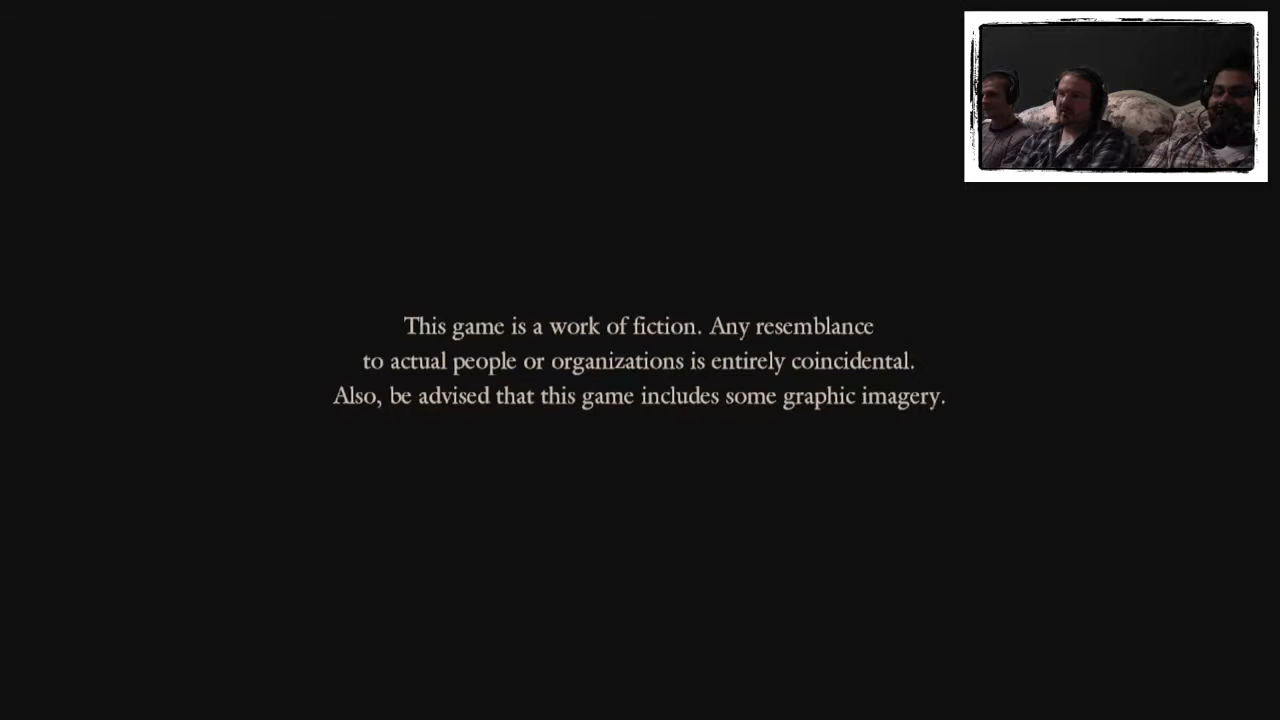 This game is a work of fiction. Any resemblance
to actual people or organizations is entirely coincidental.
Also, be advised that this game includes some graphic imagery.